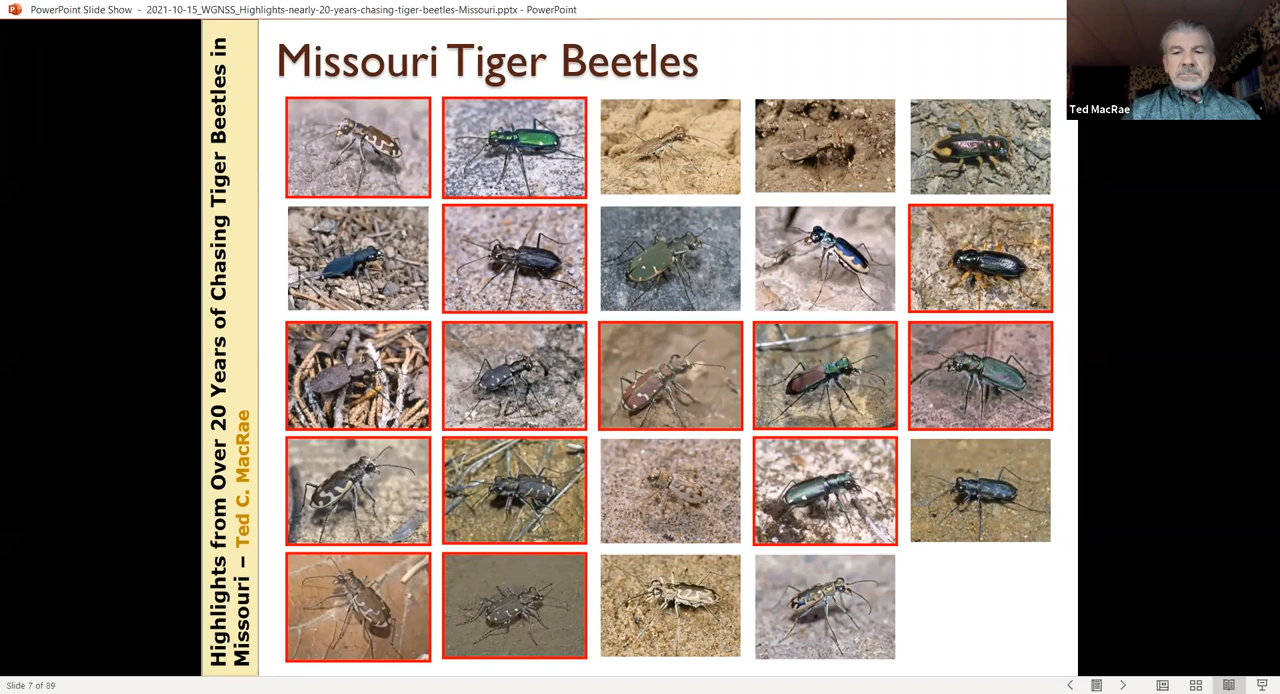 PowerPoint Slide Show - 2021-10-15_WGNSS_Highlights-nearly-20-years-chasing-tiger-beetles-Missouri.pptx - PowerPoint
Highlights from Over 20 Years of Chasing Tiger Beetles in
Missouri – Ted C. MacRae
Missouri Tiger Beetles
Ted MacRae
Slide 7 of 89